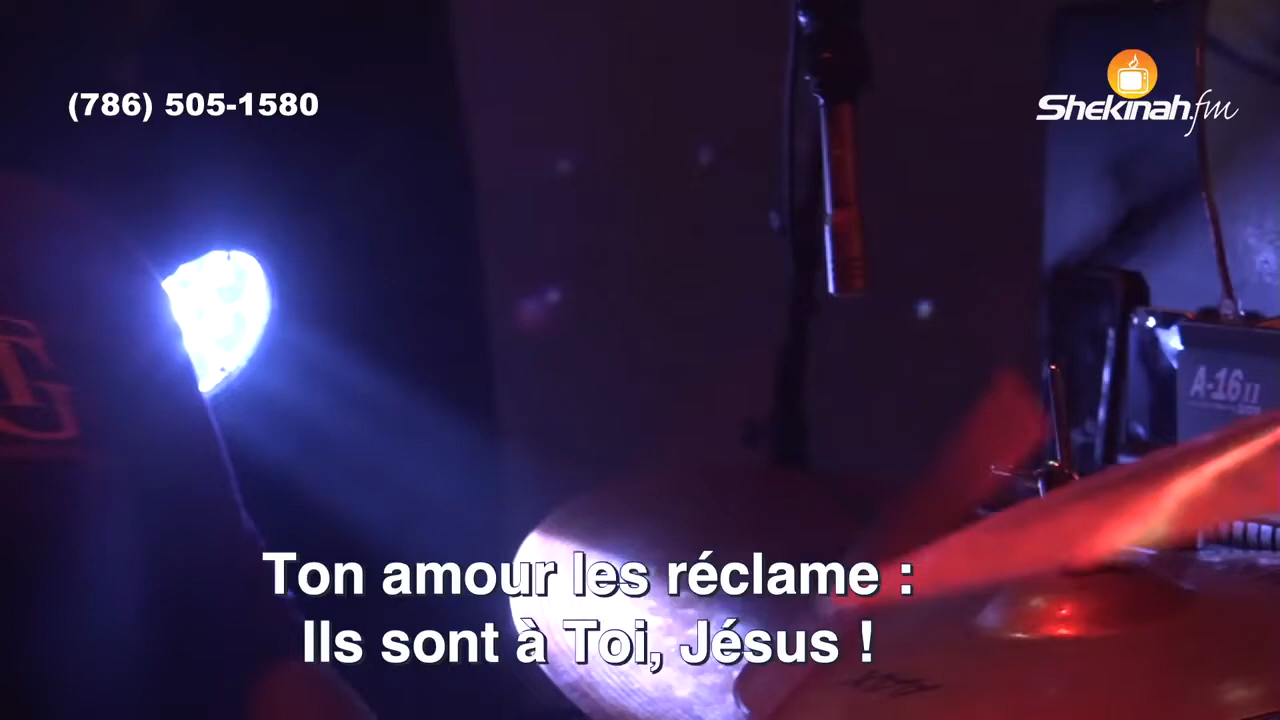 (786) 505-1580
Shekinah.fm
A-16 II
Ton amour les réclame :
Ils sont à Toi, Jésus !